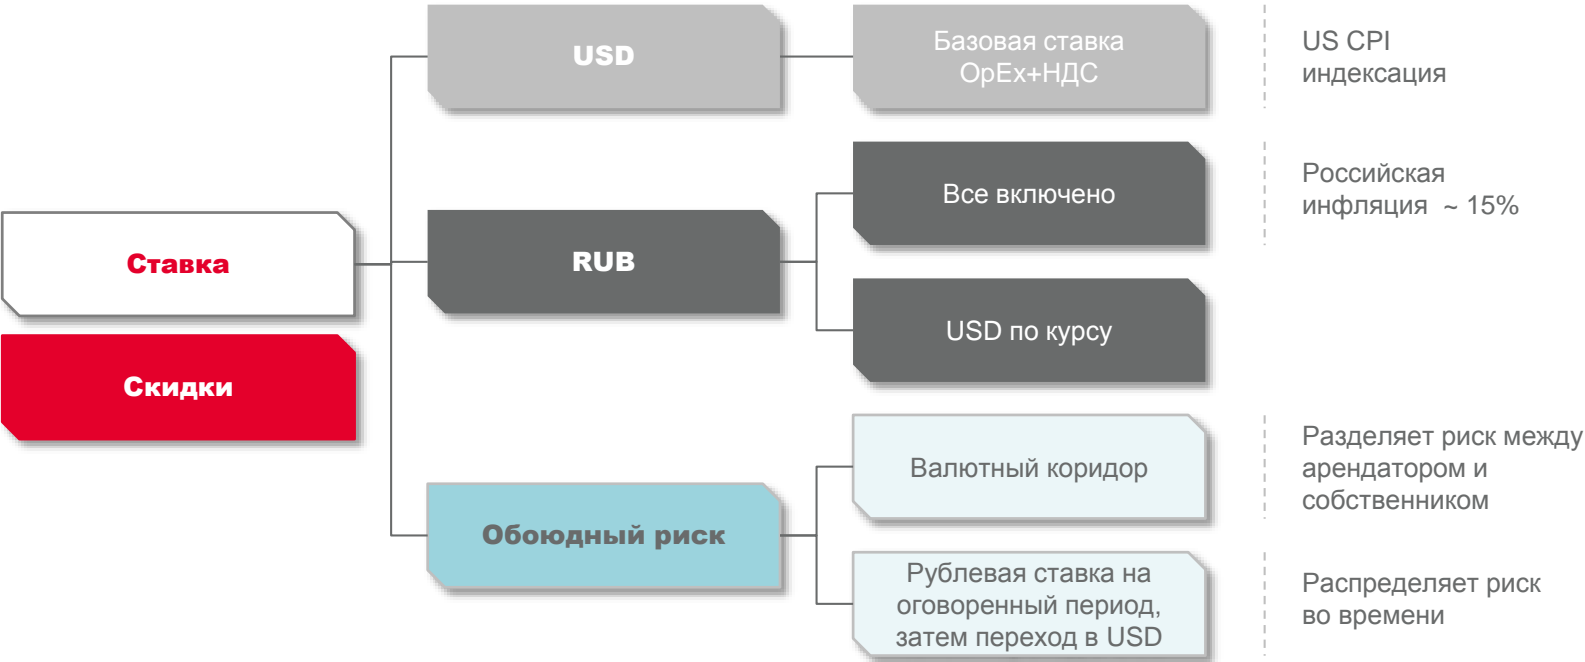 USD
Базовая ставка
OpEx+НДС
US CPI
индексация
Все включено
Российская
инфляция ~ 15%
Ставка
RUB
USD по курсу
Скидки
Валютный коридор
Разделяет риск между
арендатором и
собственником
Обоюдный риск
Рублевая ставка на
оговоренный период,
затем переход в USD
Распределяет риск
во времени